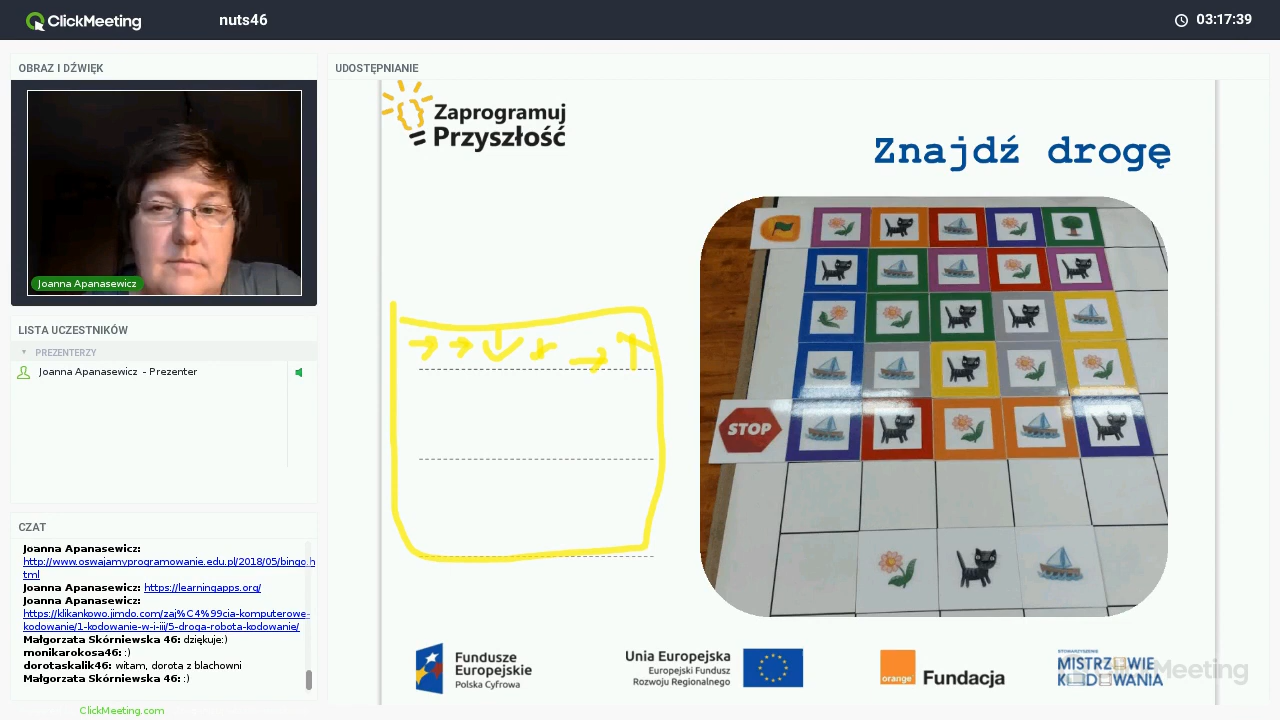 ClickMeeting
nuts46
03:17:39
OBRAZ I DŹWIĘK
Joanna Apanasewicz
LISTA UCZESTNIKÓW
PREZENTERZY
Joanna Apanasewicz - Prezenter
CZAT
Joanna Apanasewicz:
http://www.oswajamyprogramowanie.edu.pl/2018/05/bingo.h
tml
Joanna Apanasewicz: https://learningapps.org/
Joanna Apanasewicz:
https://klikankowo.jimdo.com/zaj%C4%99cia-komputerowe-
kodowanie/1-kodowanie-w-i-iii/5-droga-robota-kodowanie/
Małgorzata Skórniewska 46: dziękuje:)
monikarokosa46: :)
dorotaskalik46: witam, dorota z blachowni
Małgorzata Skórniewska 46: :)
ClickMeeting.com
UDOSTĘPNIANIE
Zaprogramuj
Przyszłość
Znajdź drogę
STOP
Fundusze
Europejskie
Polska Cyfrowa
Unia Europejska
Europejski Fundusz
Rozwoju Regionalnego
orange
Fundacja
STOWARZYSZENIE
MISTRZOWIE
KODOWANIA
ClickMeeting